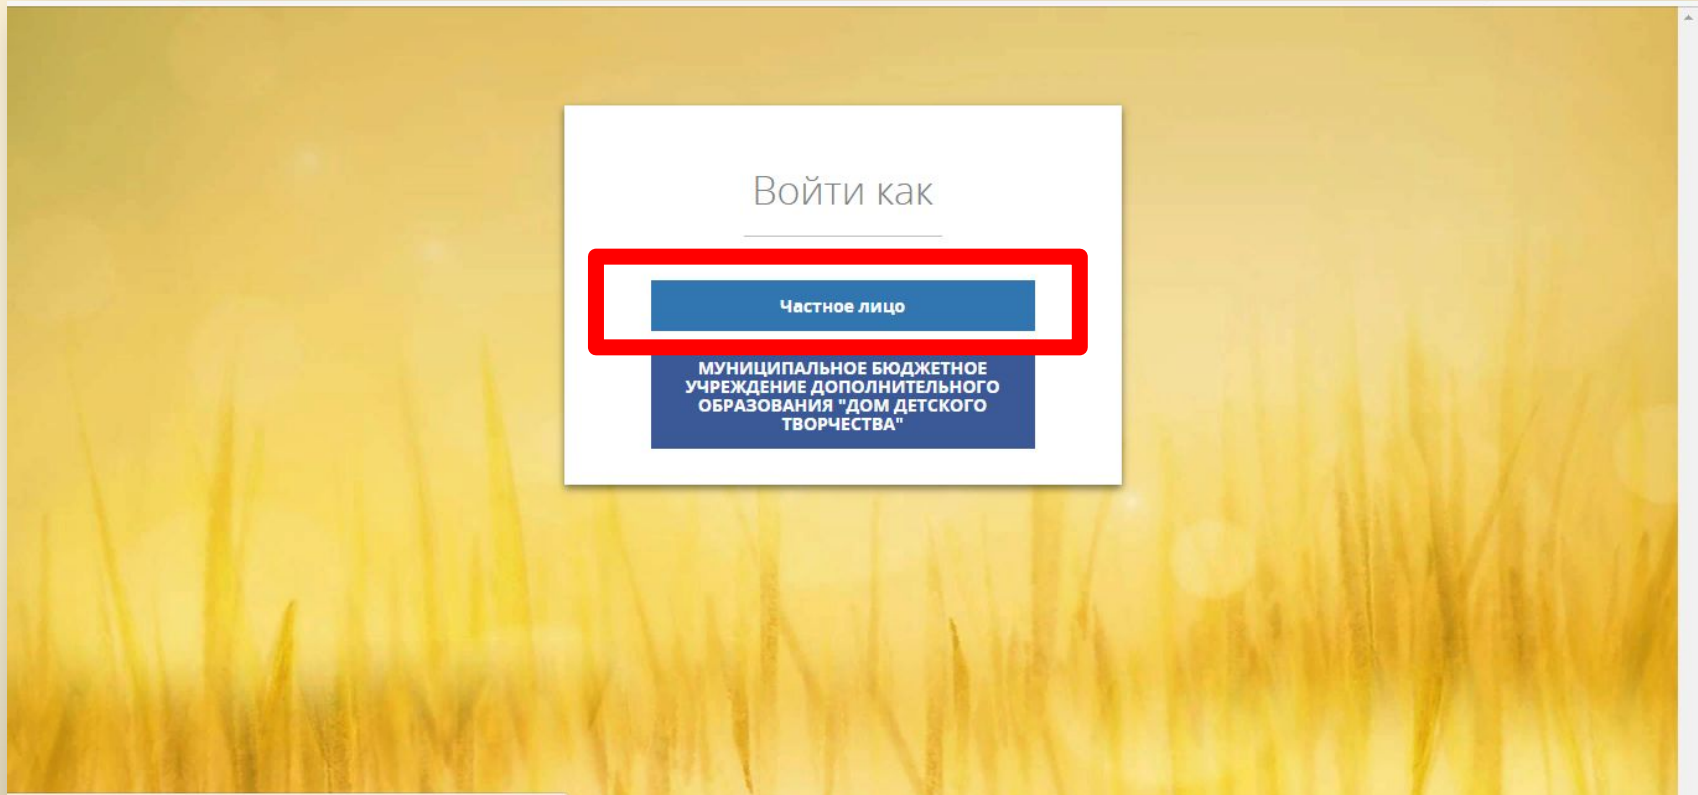 Войти как
Частное лицо
МУНИЦИПАЛЬНОЕ БЮДЖЕТНОЕ
УЧРЕЖДЕНИЕ ДОПОЛНИТЕЛЬНОГО
ОБРАЗОВАНИЯ "ДОМ ДЕТСКОГО
ТВОРЧЕСТВА"